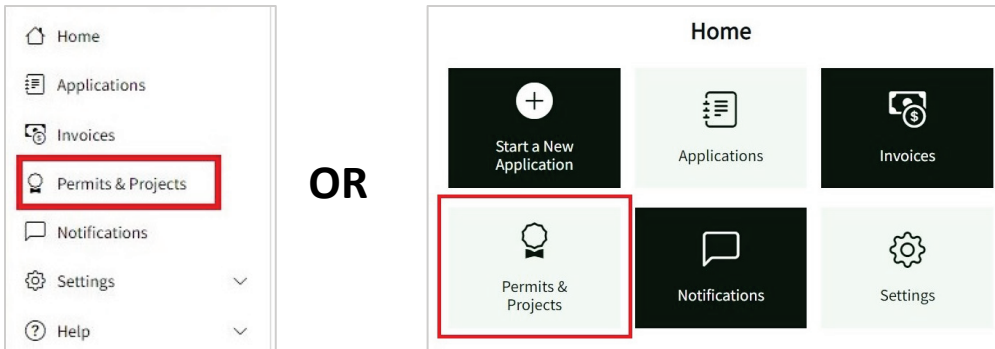 Home
Applications
Invoices
Permits & Projects
Notifications
Settings
Help
OR
Home
Start a New
Application
Applications
Invoices
Permits &
Projects
Notifications
Settings